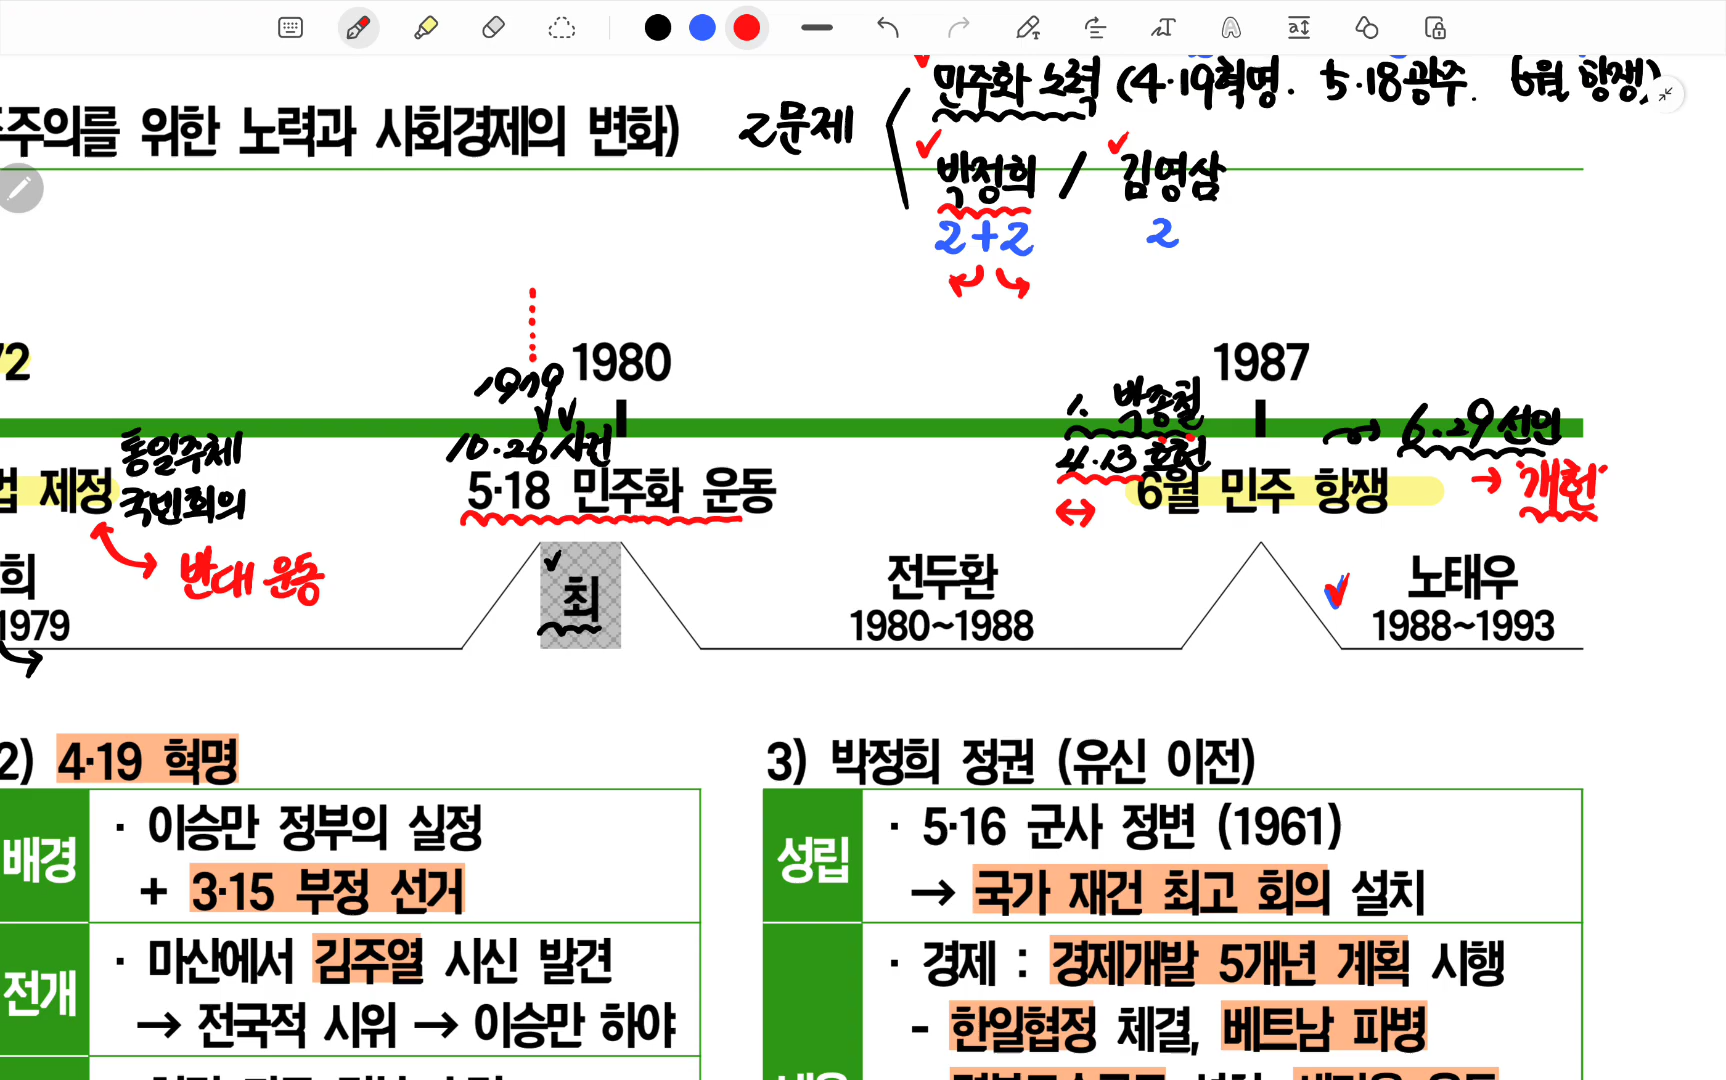 민주화 노력 (4·19혁명. 5·18광주. 6월 항쟁)
주의를 위한 노력과 사회경제의 변화)
2문제
박정희 / 김영삼
2+2
2
72
1979
1980
1987
10·26 사건
1. 박종철
4·13 호헌
6.29 선언
법 제정
통일주체
국민회의
5·18 민주화 운동
6월 민주 항쟁
→ '개헌'
반대 운동
희
1979
최
전두환
1980~1988
노태우
1988~1993
2) 4·19 혁명
배경
· 이승만 정부의 실정
+ 3·15 부정 선거
전개
· 마산에서 김주열 시신 발견
→ 전국적 시위 → 이승만 하야
3) 박정희 정권 (유신 이전)
성립
· 5·16 군사 정변 (1961)
→ 국가 재건 최고 회의 설치
· 경제 : 경제개발 5개년 계획 시행
- 한일협정 체결, 베트남 파병